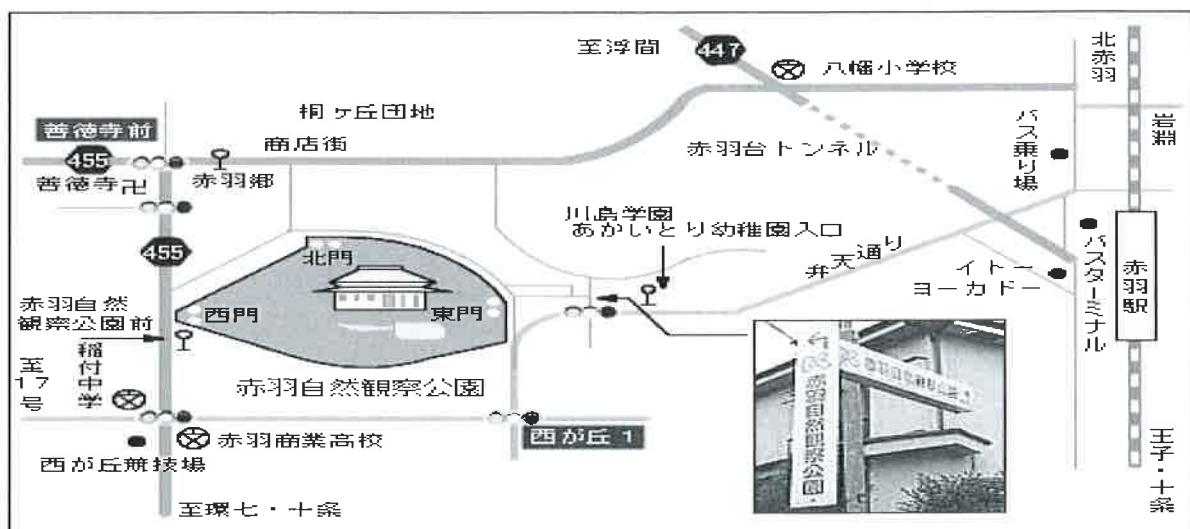 至浮間
447
八幡小学校
北赤羽
岩淵
バス乗り場
桐ヶ丘団地
商店街
善徳寺前
455
善徳寺卍
赤羽郷
赤羽台トンネル
川島学園
あかいとり幼稚園入口
弁天通り
イトー
ヨーカドー
バスターミナル
赤羽駅
455
北門
西門
東門
赤羽自然
観察公園前
稲付中学
至17号
赤羽自然観察公園
赤羽商業高校
西が丘1
西が丘競技場
至環七・十条
王子・十条
赤羽自然観察公園